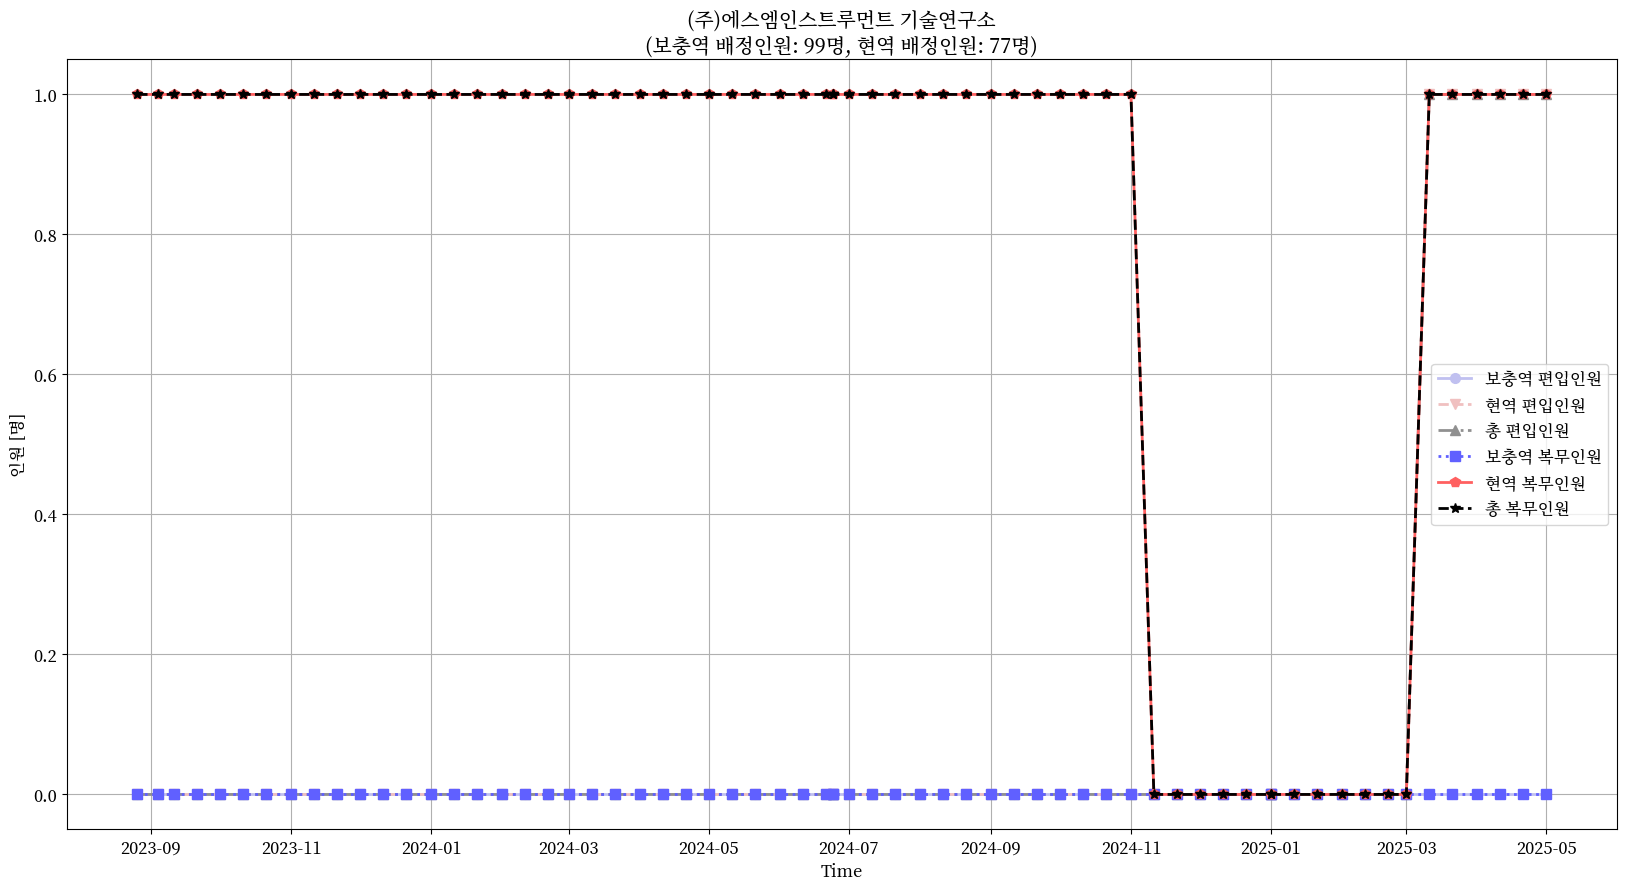 (주)에스엠인스트루먼트 기술연구소
(보충역 배정인원: 99명, 현역 배정인원: 77명)
인원 [명]
1.0
0.8
0.6
0.4
0.2
0.0
보충역 편입인원
현역 편입인원
총 편입인원
보충역 복무인원
현역 복무인원
총 복무인원
2023-09
2023-11
2024-01
2024-03
2024-05
2024-07
2024-09
2024-11
2025-01
2025-03
2025-05
Time